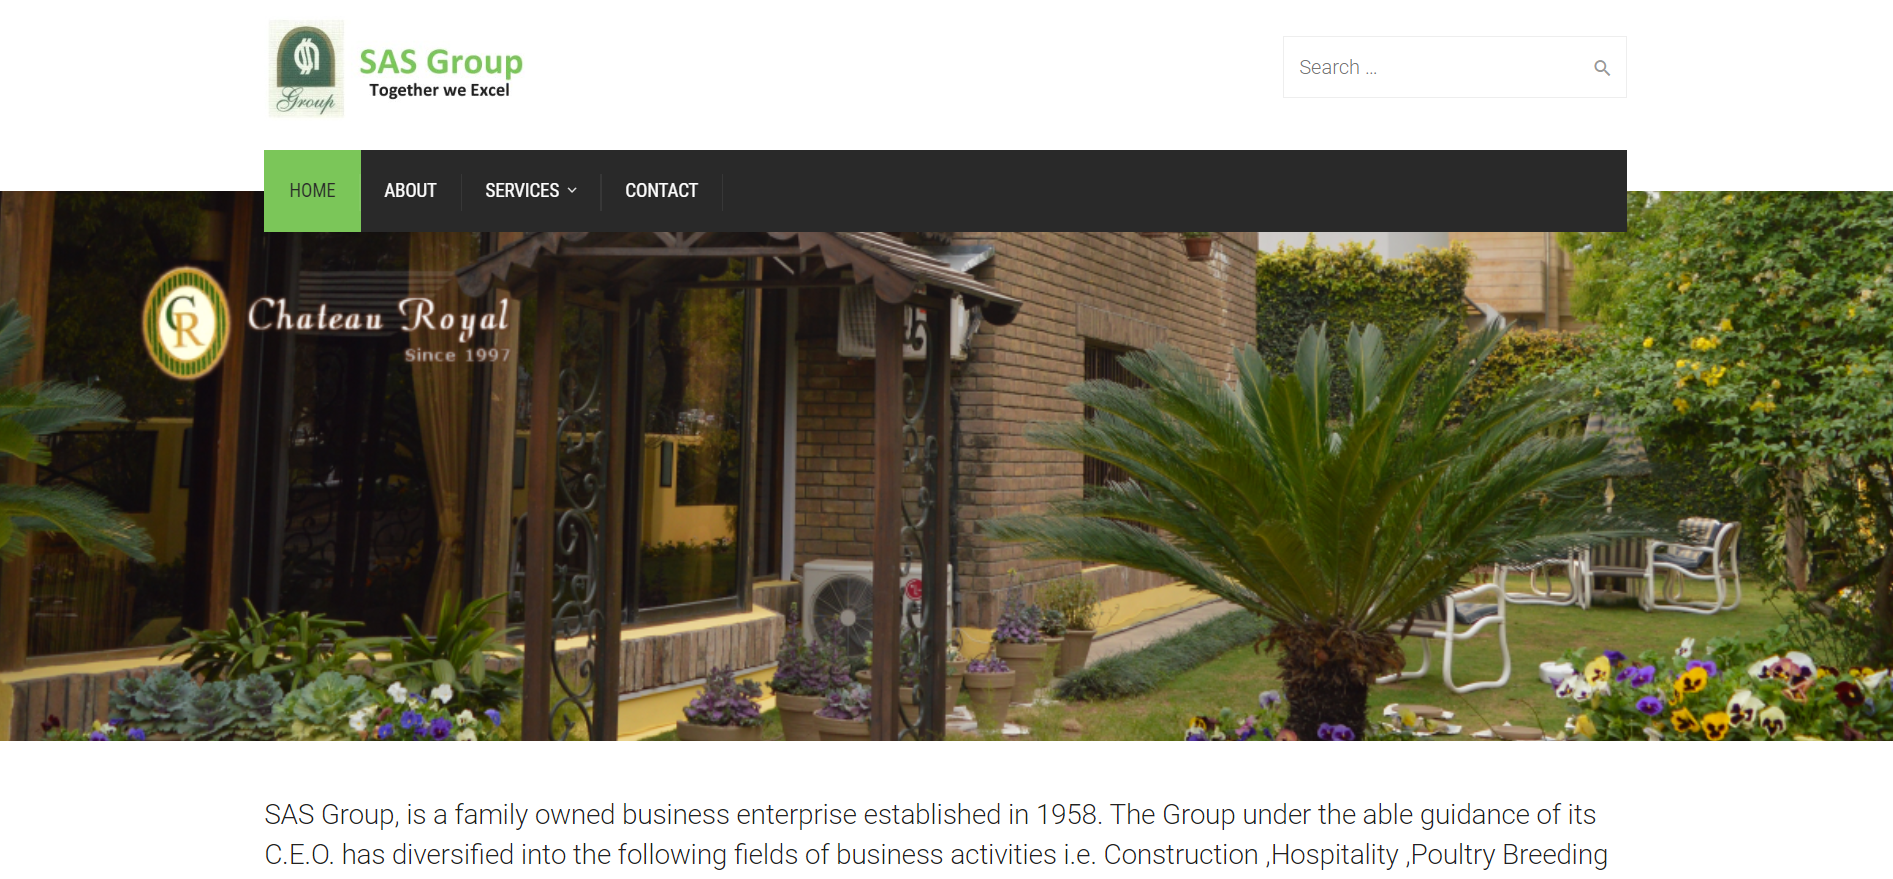 Group
SAS Group
Together we Excel
Search ...
HOME
ABOUT
SERVICES
CONTACT
CR
Chateau Royal
Since 1997
SAS Group, is a family owned business enterprise established in 1958. The Group under the able guidance of its
C.E.O. has diversified into the following fields of business activities i.e. Construction ,Hospitality ,Poultry Breeding